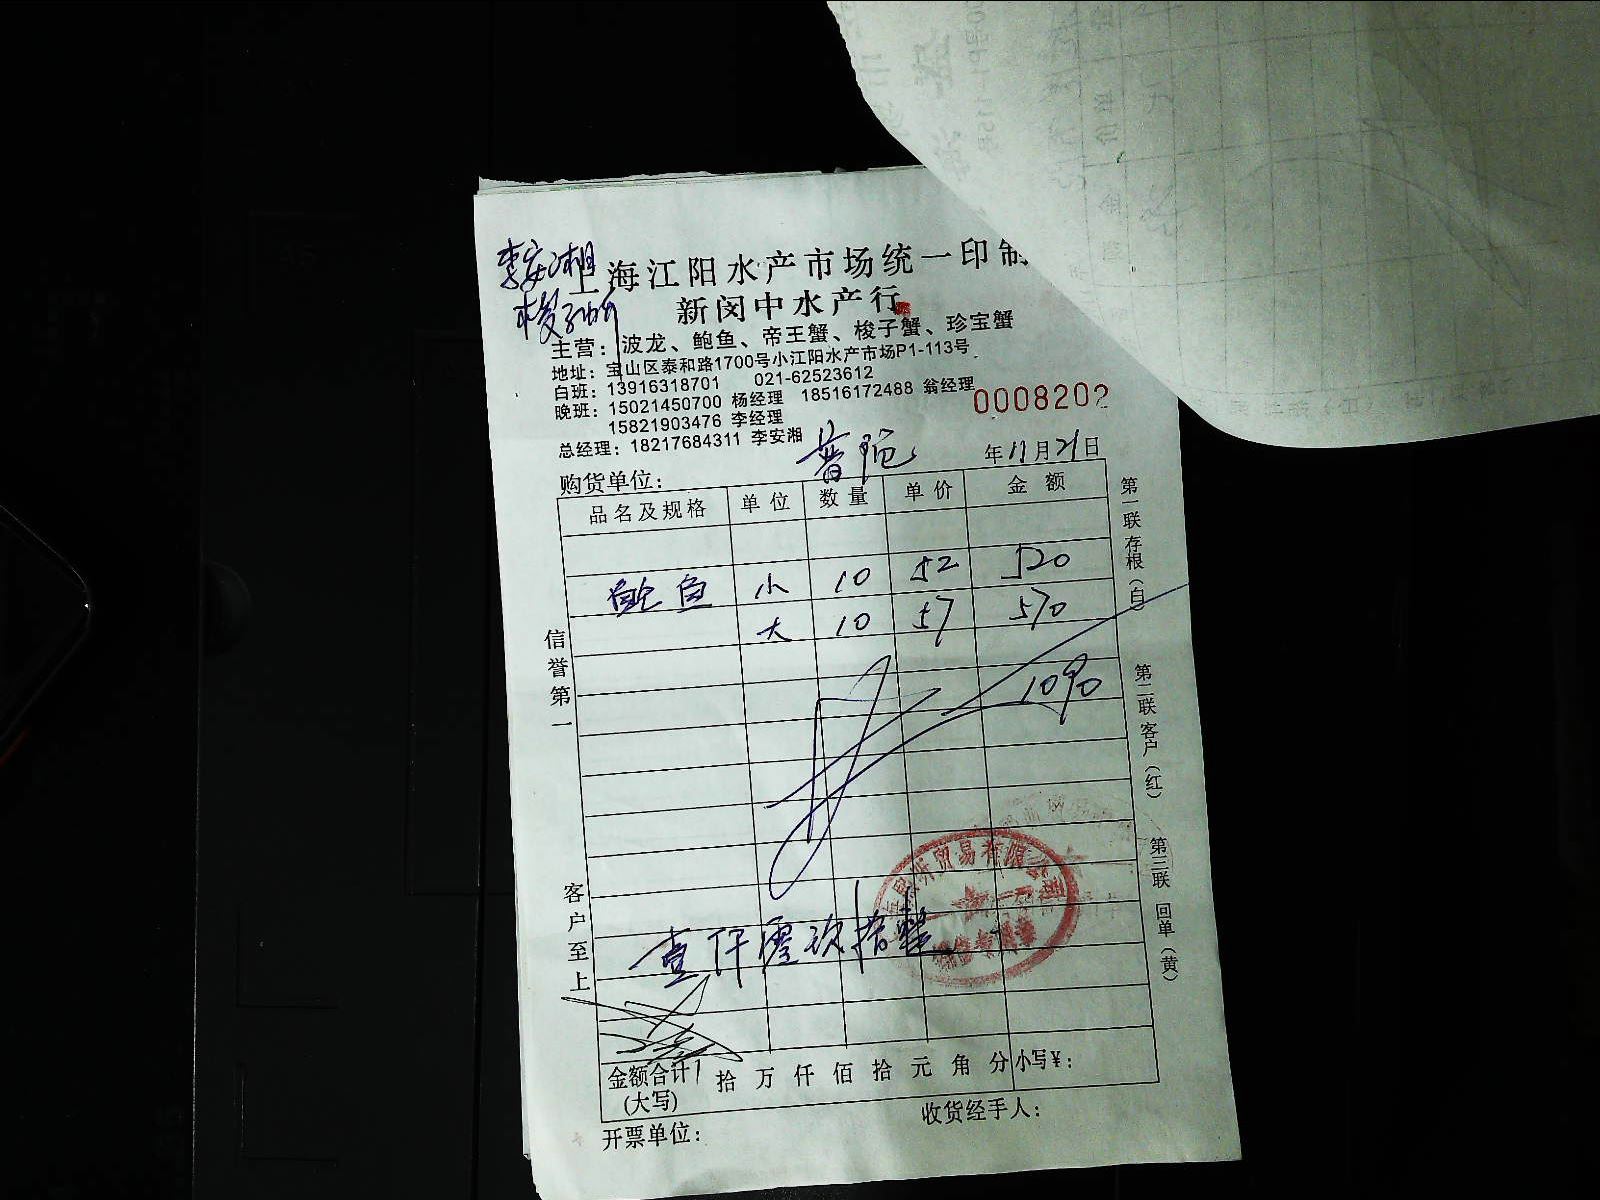 李安湘
上海江阳水产市场统一印制
新闵中水产行
主营：波龙、鲍鱼、帝王蟹、梭子蟹、珍宝蟹
地址：宝山区泰和路1700号小江阳水产市场P1-113号
白班：13916318701 021-62523612
晚班：15021450700 杨经理 18516172488 翁经理
15821903476 李经理
0008202
总经理：18217684311 李安湘
购货单位：普陀 年11月21日
品名及规格 单位 数量 单价 金额
鲍鱼 小 10 52 520
大 10 57 570
1090
壹仟零玖拾整
金额合计 拾万仟佰拾元角分 小写¥：
(大写)
收货经手人：
开票单位：
信誉第一
客户至上
第一联 存根（白）
第二联 客户（红）
第三联 回单（黄）